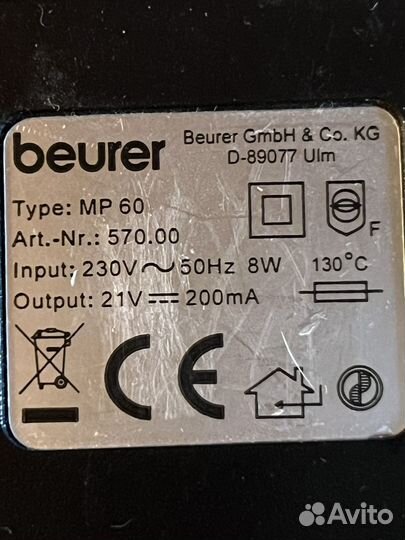 beurer
Beurer GmbH & Co. KG
D-89077 Ulm
Type: MP 60
Art.-Nr.: 570.00
F
Input: 230V ~ 50Hz 8W
130°C
Output: 21V ⎓ 200mA
CE
Avito